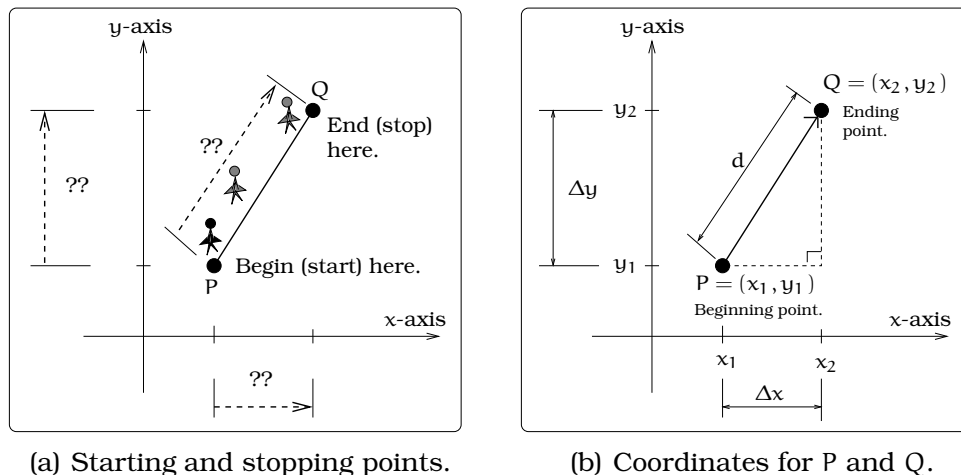 y-axis
Q
End (stop)
here.
??
??
Begin (start) here.
P
x-axis
??
(a) Starting and stopping points.
y-axis
Q = (x₂, y₂)
Ending
point.
y₂
d
Δy
y₁
P = (x₁, y₁)
Beginning point.
x-axis
x₁
x₂
Δx
(b) Coordinates for P and Q.